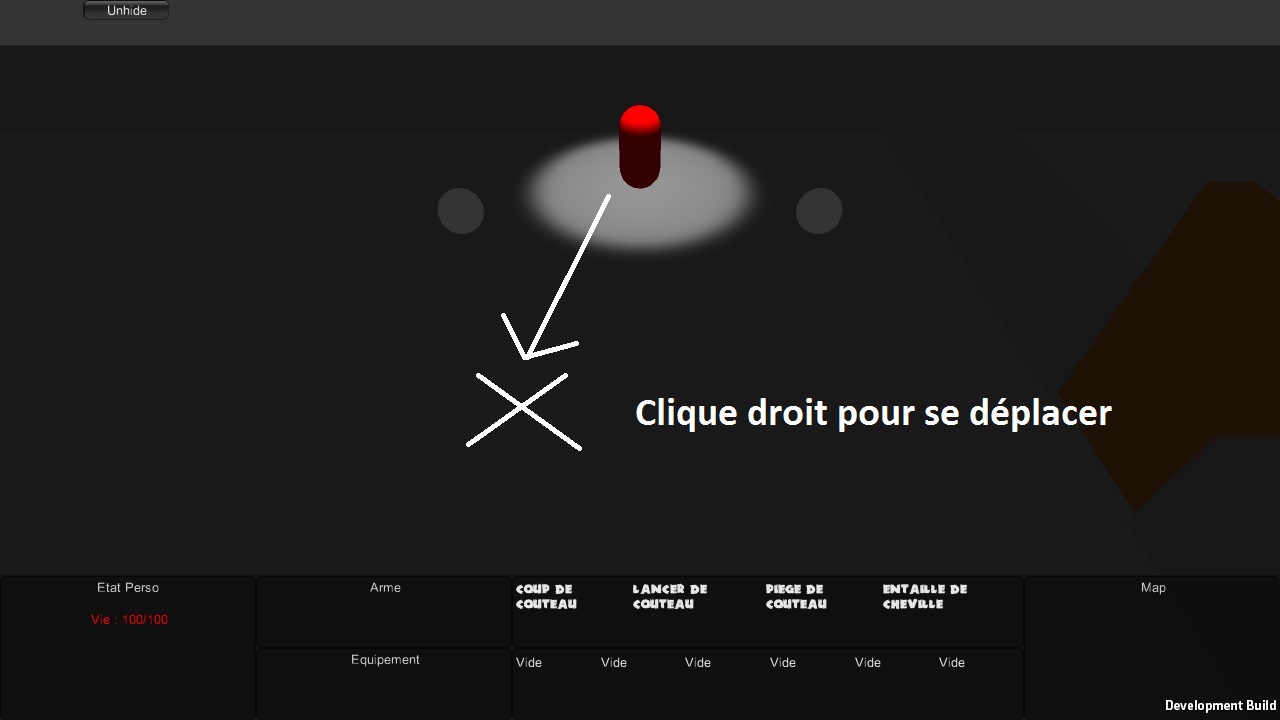 Unhide
Clique droit pour se déplacer
Etat Perso
Vie : 100/100
Arme
Equipement
COUP DE
COUTEAU
LANCER DE
COUTEAU
PIEGE DE
COUTEAU
ENTAILLE DE
CHEVILLE
Vide Vide Vide Vide Vide Vide
Map
Development Build